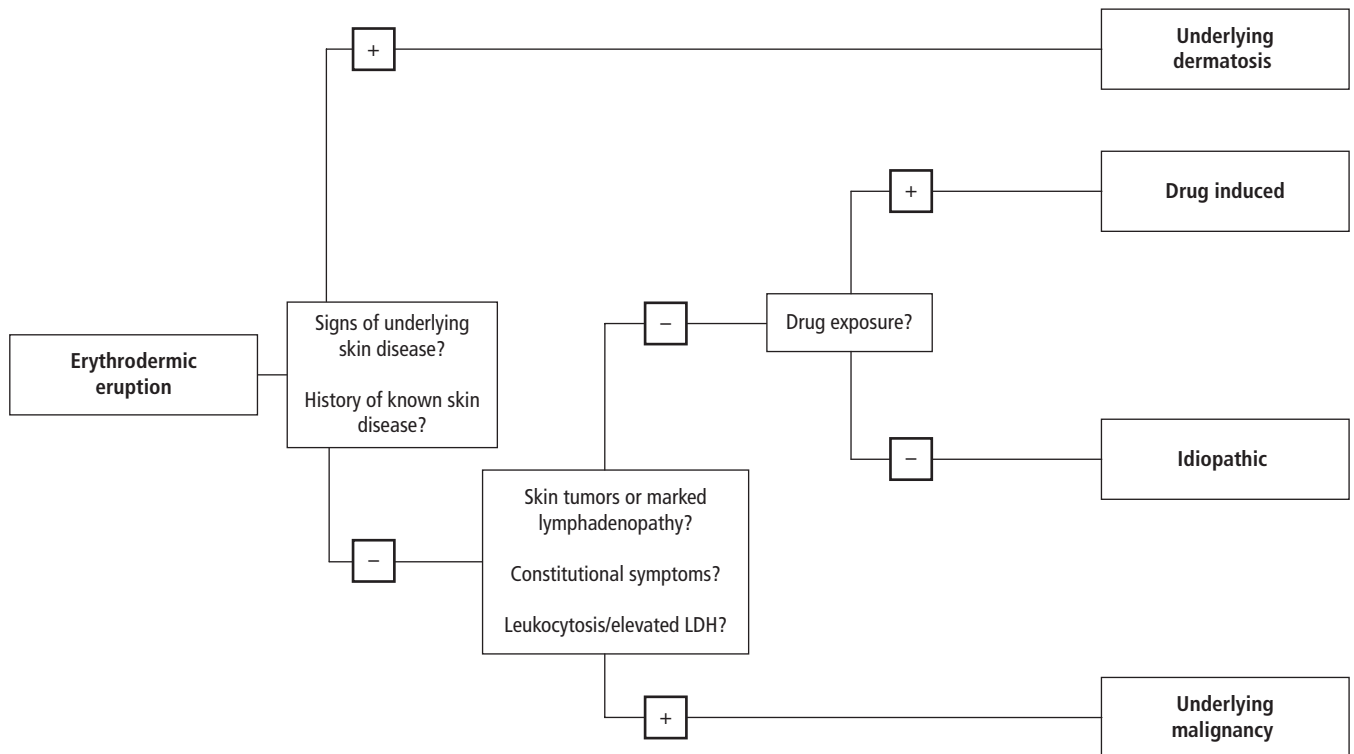 Underlying
dermatosis
+
+
Drug induced
Signs of underlying
skin disease?
History of known skin
disease?
−
Drug exposure?
Erythrodermic
eruption
−
Idiopathic
Skin tumors or marked
lymphadenopathy?
Constitutional symptoms?
Leukocytosis/elevated LDH?
−
+
Underlying
malignancy